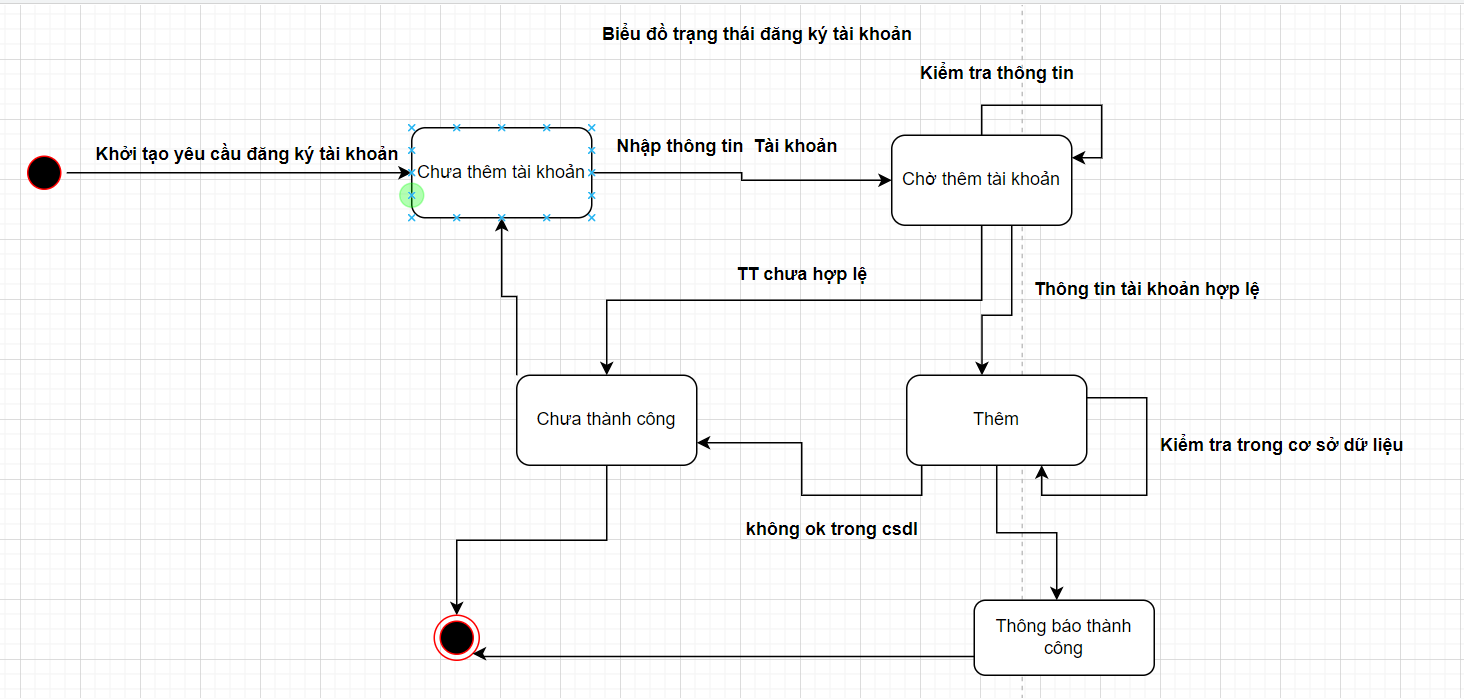 Biểu đồ trạng thái đăng ký tài khoản
Kiểm tra thông tin
Khởi tạo yêu cầu đăng ký tài khoản
Chưa thêm tài khoản
Nhập thông tin Tài khoản
Chờ thêm tài khoản
TT chưa hợp lệ
Thông tin tài khoản hợp lệ
Chưa thành công
Thêm
Kiểm tra trong cơ sở dữ liệu
không ok trong csdl
Thông báo thành
công